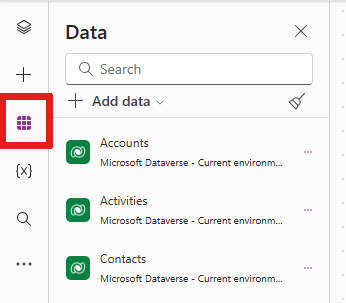 Data
Search
Add data
Accounts
Microsoft Dataverse - Current environm...
Activities
Microsoft Dataverse - Current environm...
{x}
Contacts
Microsoft Dataverse - Current environm...